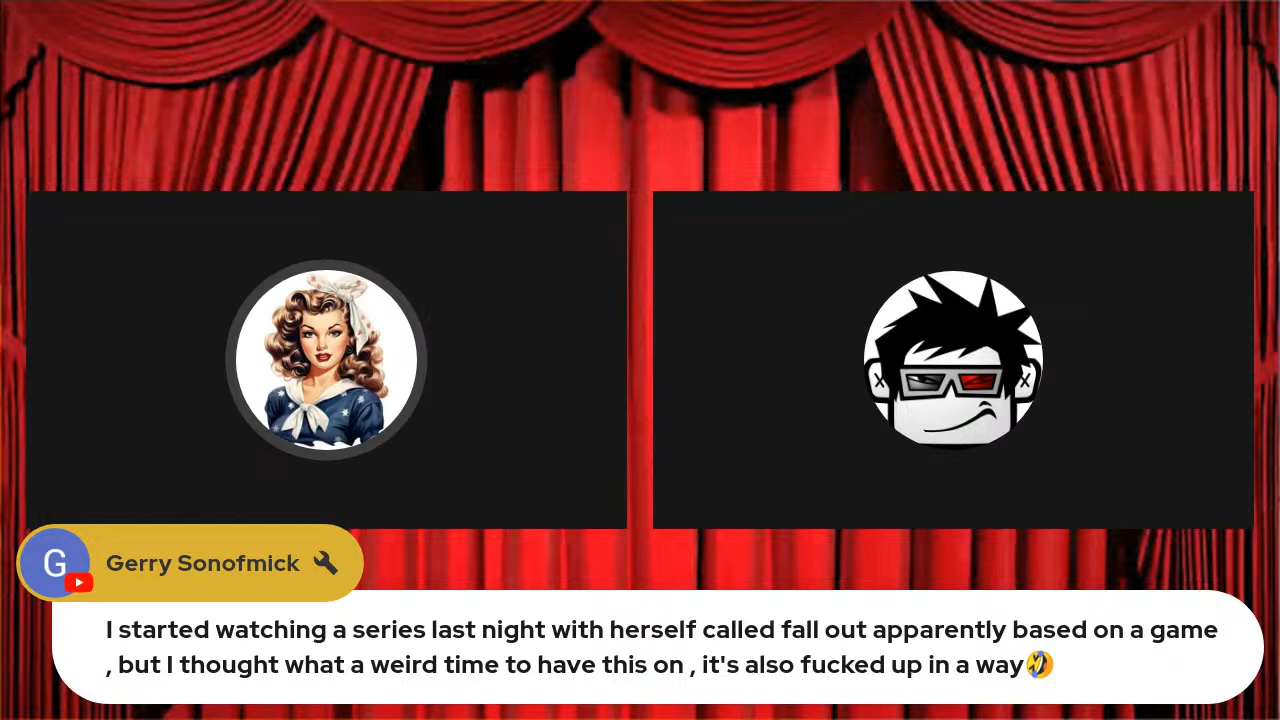 G
Gerry Sonofmick
I started watching a series last night with herself called fall out apparently based on a game
, but I thought what a weird time to have this on , it's also fucked up in a way🤣